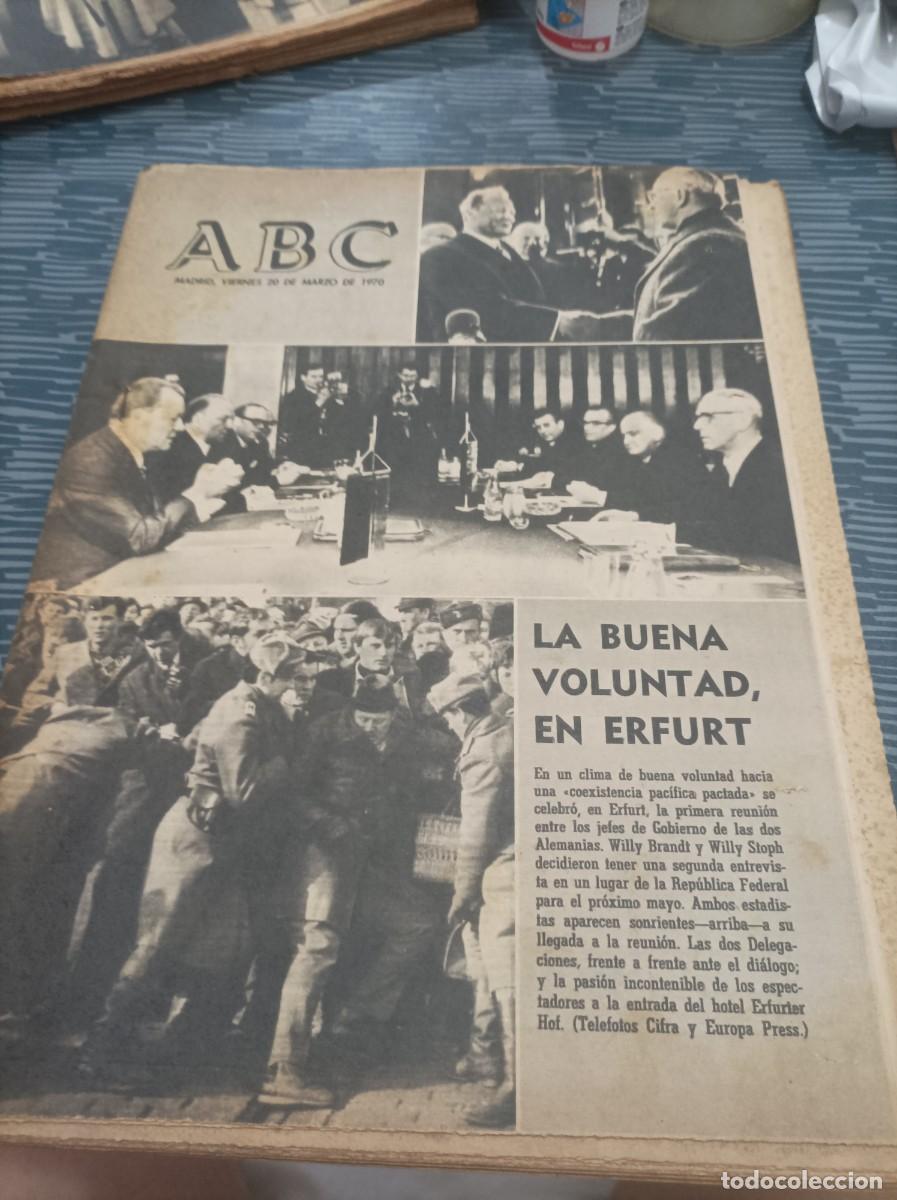 ABC
MADRID, VIERNES 20 DE MARZO DE 1970
LA BUENA
VOLUNTAD,
EN ERFURT
En un clima de buena voluntad hacia
una «coexistencia pacífica pactada» se
celebró, en Erfurt, la primera reunión
entre los jefes de Gobierno de las dos
Alemanias. Willy Brandt y Willy Stoph
decidieron tener una segunda entrevis-
ta en un lugar de la República Federal
para el próximo mayo. Ambos estadis-
tas aparecen sonrientes—arriba—a su
llegada a la reunión. Las dos Delega-
ciones, frente a frente ante el diálogo;
y la pasión incontenible de los espec-
tadores a la entrada del hotel Erfurter
Hof. (Telefotos Cifra y Europa Press.)
todocoleccion